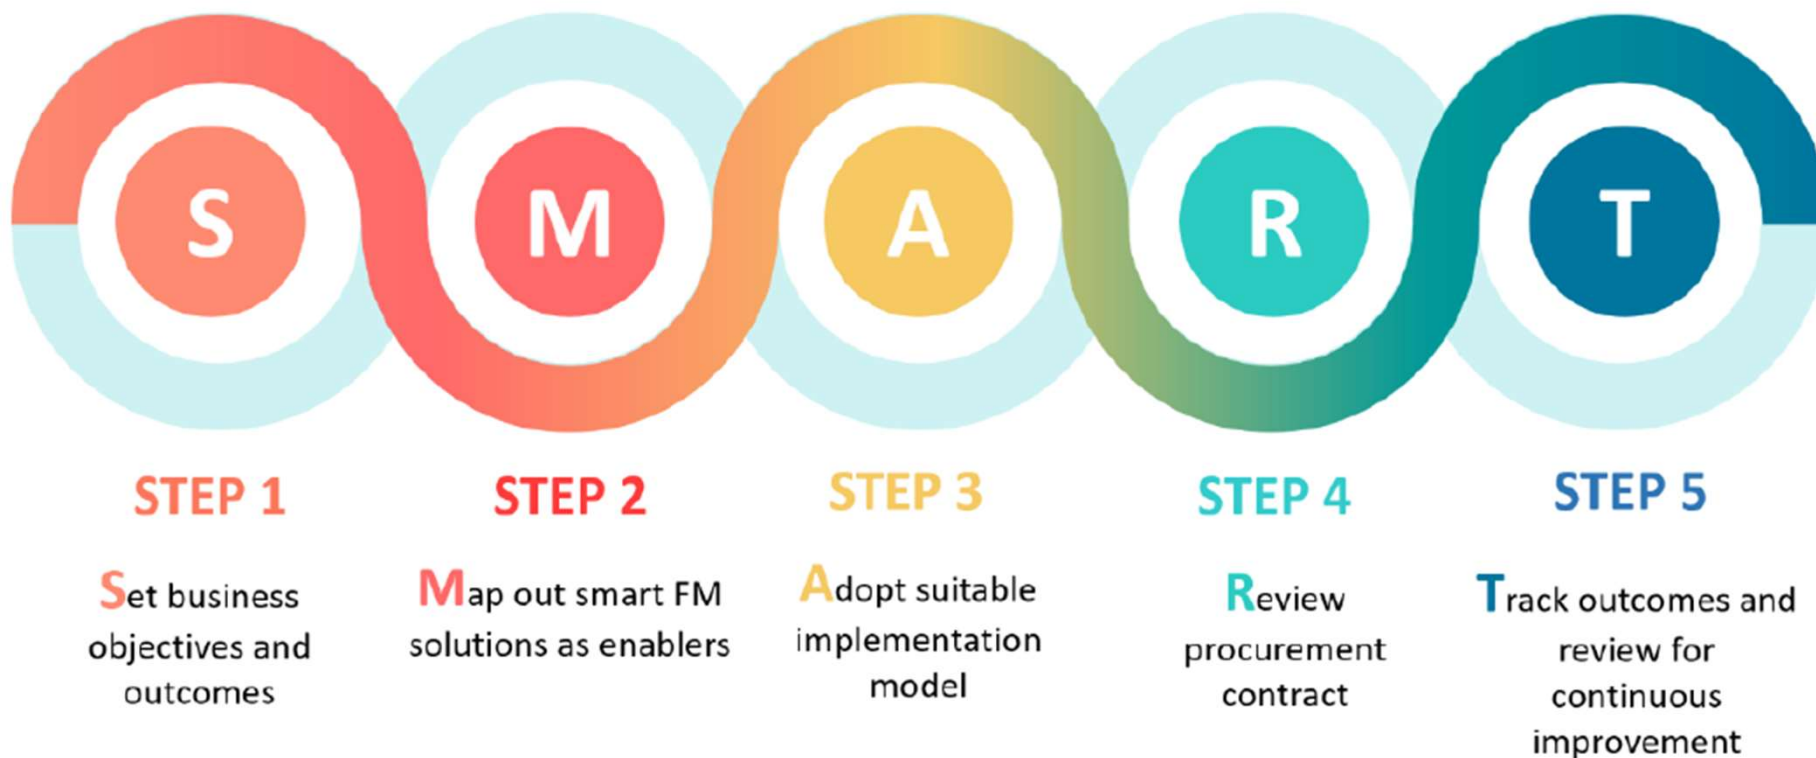 S
M
A
R
T
STEP 1
Set business
objectives and
outcomes
STEP 2
Map out smart FM
solutions as enablers
STEP 3
Adopt suitable
implementation
model
STEP 4
Review
procurement
contract
STEP 5
Track outcomes and
review for
continuous
improvement